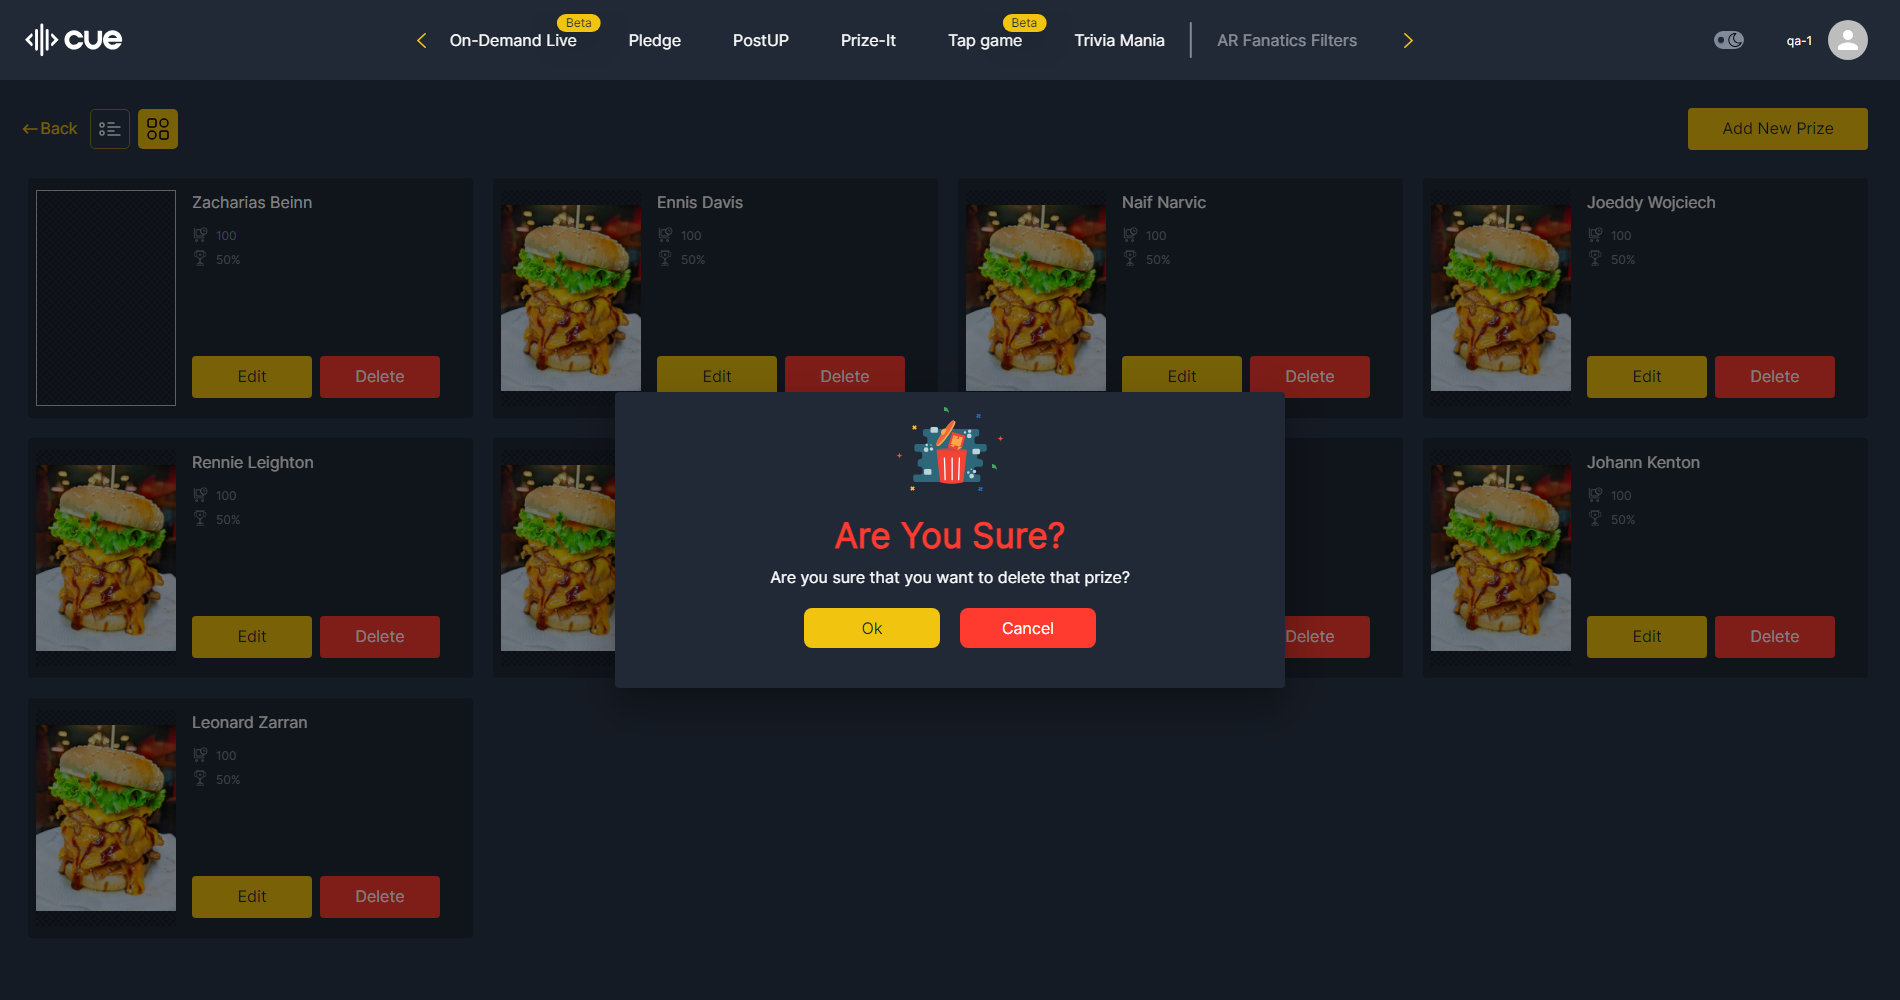 cue
On-Demand Live
Beta
Pledge
PostUP
Prize-It
Tap game
Beta
Trivia Mania
AR Fanatics Filters
qa-1
Back
Add New Prize
Zacharias Beinn
100
50%
Edit
Delete
Ennis Davis
100
50%
Edit
Delete
Naif Narvic
100
50%
Edit
Delete
Joeddy Wojciech
100
50%
Edit
Delete
Are You Sure?
Are you sure that you want to delete that prize?
Ok
Cancel
Rennie Leighton
100
50%
Edit
Delete
Delete
Johann Kenton
100
50%
Edit
Delete
Leonard Zarran
100
50%
Edit
Delete